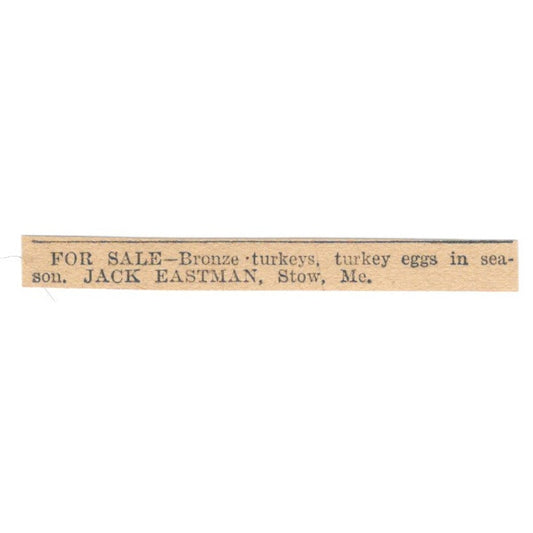 FOR SALE—Bronze turkeys, turkey eggs in sea-
son. JACK EASTMAN, Stow, Me.